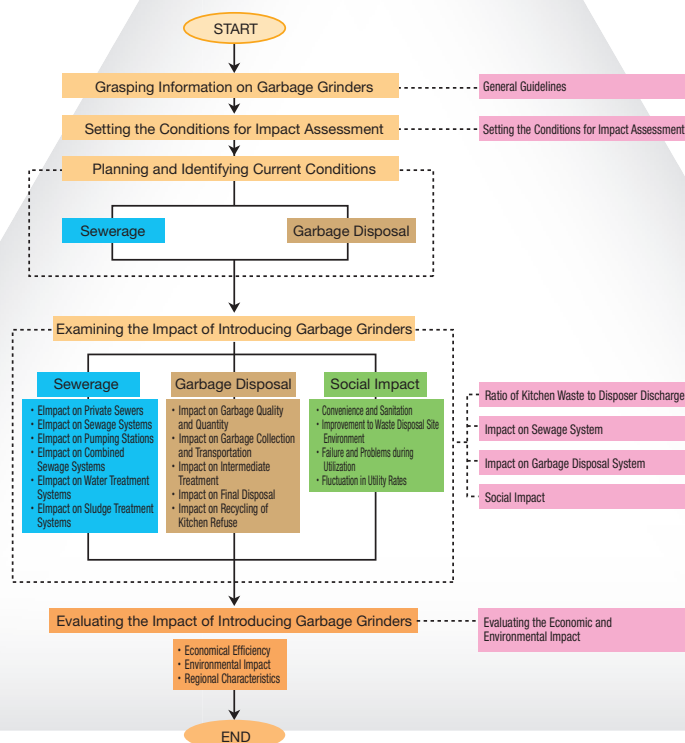 START
Grasping Information on Garbage Grinders
General Guidelines
Setting the Conditions for Impact Assessment
Setting the Conditions for Impact Assessment
Planning and Identifying Current Conditions
Sewerage
Garbage Disposal
Examining the Impact of Introducing Garbage Grinders
Sewerage
• EImpact on Private Sewers
• EImpact on Sewage Systems
• EImpact on Pumping Stations
• EImpact on Combined
Sewage Systems
• EImpact on Water Treatment
Systems
• EImpact on Sludge Treatment
Systems
Garbage Disposal
• Impact on Garbage Quality
and Quantity
• Impact on Garbage Collection
and Transportation
• Impact on Intermediate
Treatment
• Impact on Final Disposal
• Impact on Recycling of
Kitchen Refuse
Social Impact
• Convenience and Sanitation
• Improvement to Waste Disposal Site
Environment
• Failure and Problems during
Utilization
• Fluctuation in Utility Rates
Ratio of Kitchen Waste to Disposer Discharge
Impact on Sewage System
Impact on Garbage Disposal System
Social Impact
Evaluating the Impact of Introducing Garbage Grinders
Evaluating the Economic and
Environmental Impact
• Economical Efficiency
• Environmental Impact
• Regional Characteristics
END